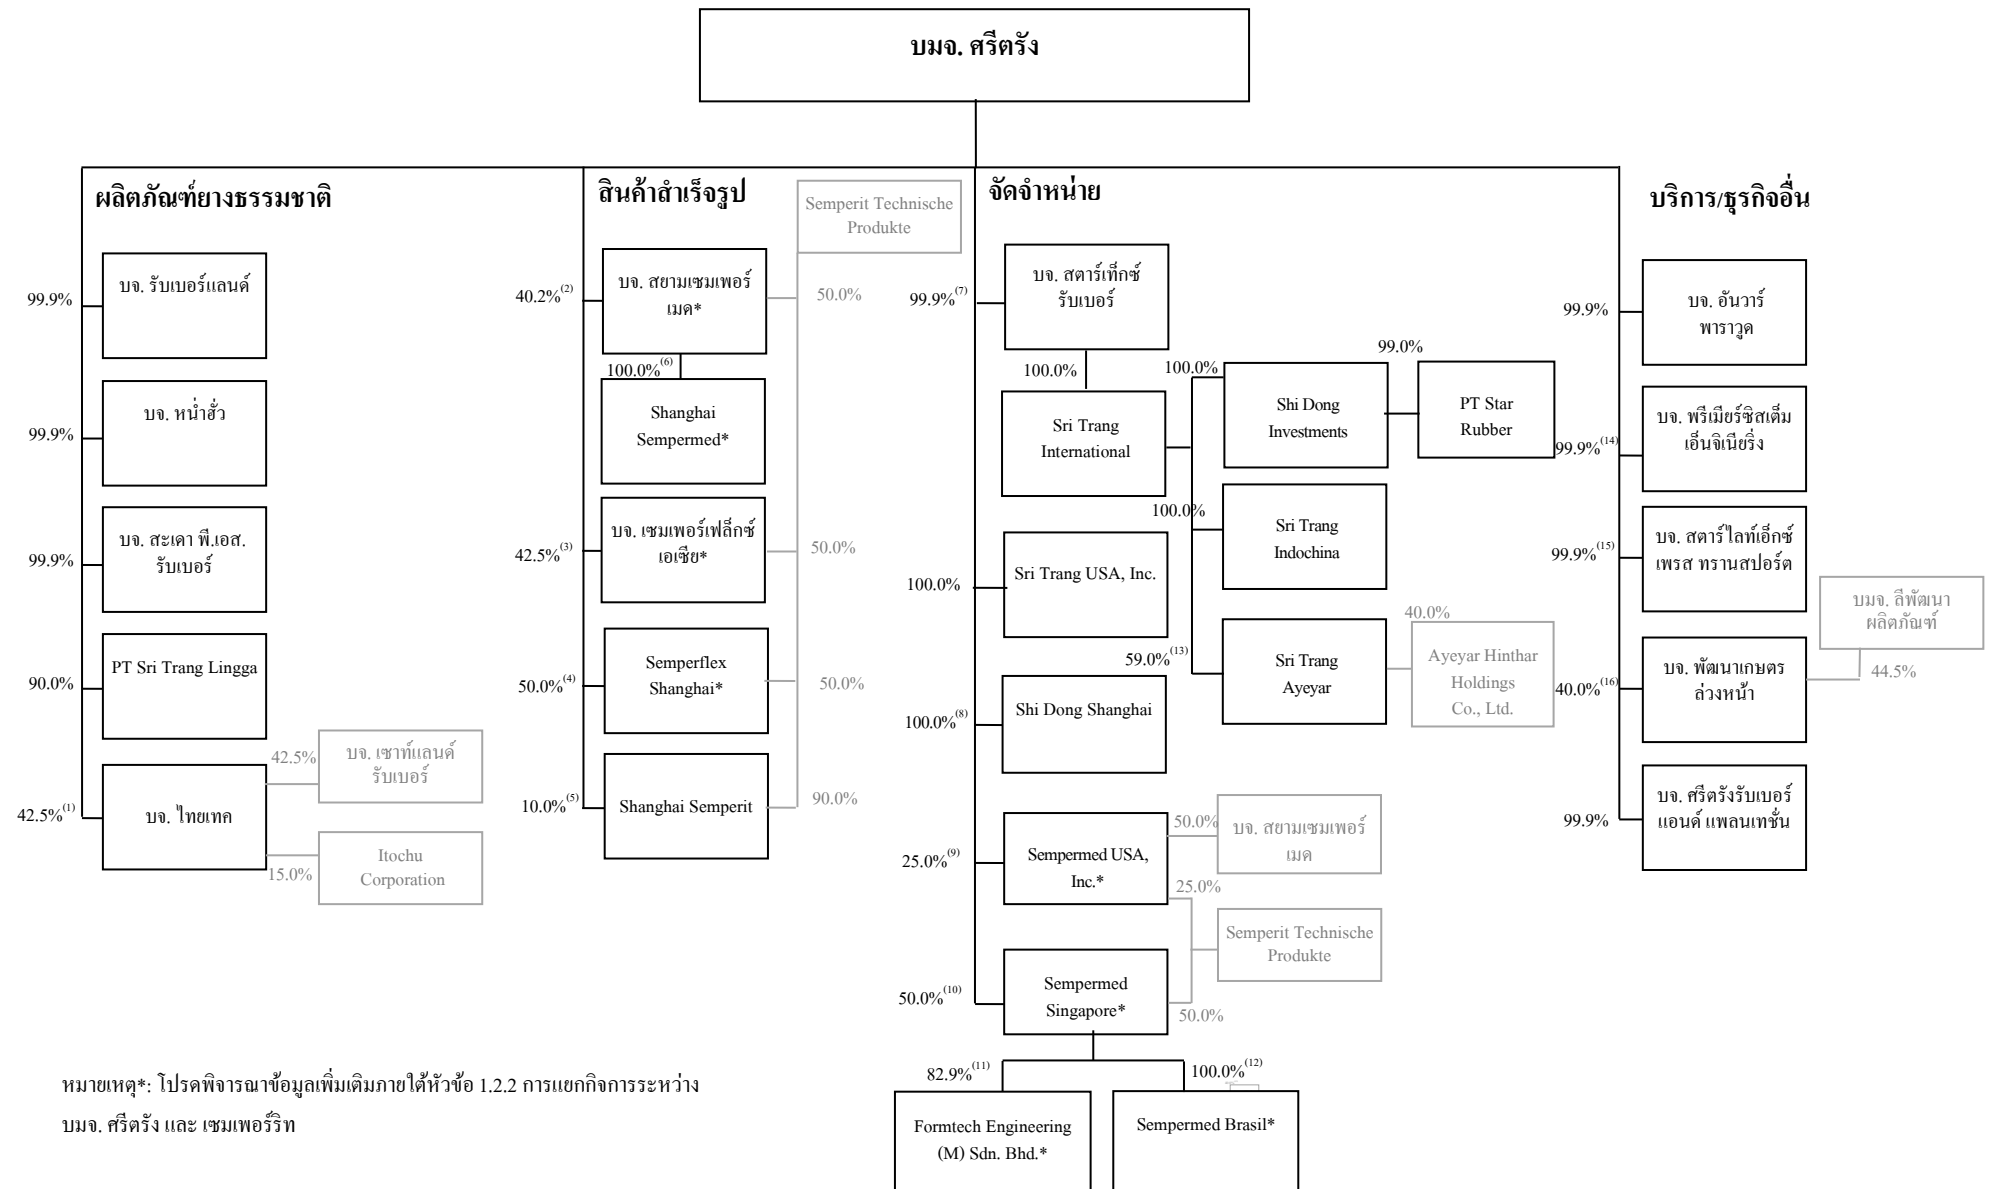 บมจ. ศรีตรัง
ผลิตภัณฑ์ยางธรรมชาติ
99.9%
บจ. รับเบอร์แลนด์
99.9%
บจ. หน่ำฮั่ว
99.9%
บจ. สะเดา พี.เอส.
รับเบอร์
90.0%
PT Sri Trang Lingga
42.5%(1)
บจ. ไทยเทค
42.5%
บจ. เซาท์แลนด์
รับเบอร์
15.0%
Itochu
Corporation
สินค้าสำเร็จรูป
Semperit Technische
Produkte
40.2%(2)
บจ. สยามเซมเพอร์
เมด*
50.0%
100.0%(6)
Shanghai
Sempermed*
42.5%(3)
บจ. เซมเพอร์เฟล็กซ์
เอเซีย*
50.0%
50.0%(4)
Semperflex
Shanghai*
50.0%
10.0%(5)
Shanghai Semperit
90.0%
จัดจำหน่าย
99.9%(7)
บจ. สตาร์เท็กซ์
รับเบอร์
100.0%
Sri Trang
International
100.0%
Shi Dong
Investments
99.0%
PT Star
Rubber
100.0%
Sri Trang
Indochina
59.0%(13)
Sri Trang
Ayeyar
40.0%
Ayeyar Hinthar
Holdings
Co., Ltd.
100.0%
Sri Trang USA, Inc.
100.0%(8)
Shi Dong Shanghai
25.0%(9)
Sempermed USA,
Inc.*
50.0%
บจ. สยามเซมเพอร์
เมด
25.0%
Semperit Technische
Produkte
50.0%(10)
Sempermed
Singapore*
50.0%
82.9%(11)
Formtech Engineering
(M) Sdn. Bhd.*
100.0%(12)
Sempermed Brasil*
บริการ/ธุรกิจอื่น
99.9%
บจ. อันวาร์
พาราวูด
99.9%(14)
บจ. พรีเมียร์ซิสเต็ม
เอ็นจิเนียริ่ง
99.9%(15)
บจ. สตาร์ไลท์เอ็กซ์
เพรส ทรานสปอร์ต
บมจ. ลีพัฒนา
ผลิตภัณฑ์
40.0%(16)
บจ. พัฒนาเกษตร
ล่วงหน้า
44.5%
99.9%
บจ. ศรีตรังรับเบอร์
แอนด์ แพลนเทชั่น
หมายเหตุ*: โปรดพิจารณาข้อมูลเพิ่มเติมภายใต้หัวข้อ 1.2.2 การแยกกิจการระหว่าง
บมจ. ศรีตรัง และ เซมเพอร์ริท